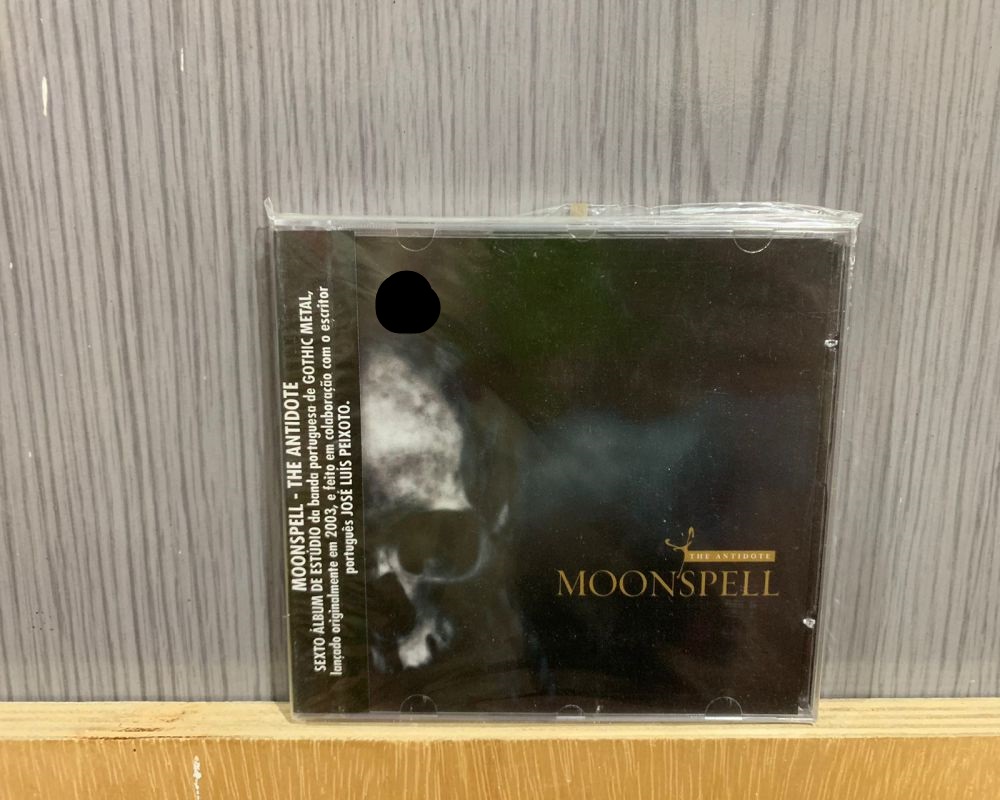 MOONSPELL - THE ANTIDOTE
SEXTO ÁLBUM DE ESTÚDIO da banda portuguesa de GOTHIC METAL,
lançado originalmente em 2003, e feito em colaboração com o escritor
português JOSÉ LUÍS PEIXOTO.
THE ANTIDOTE
MOONSPELL